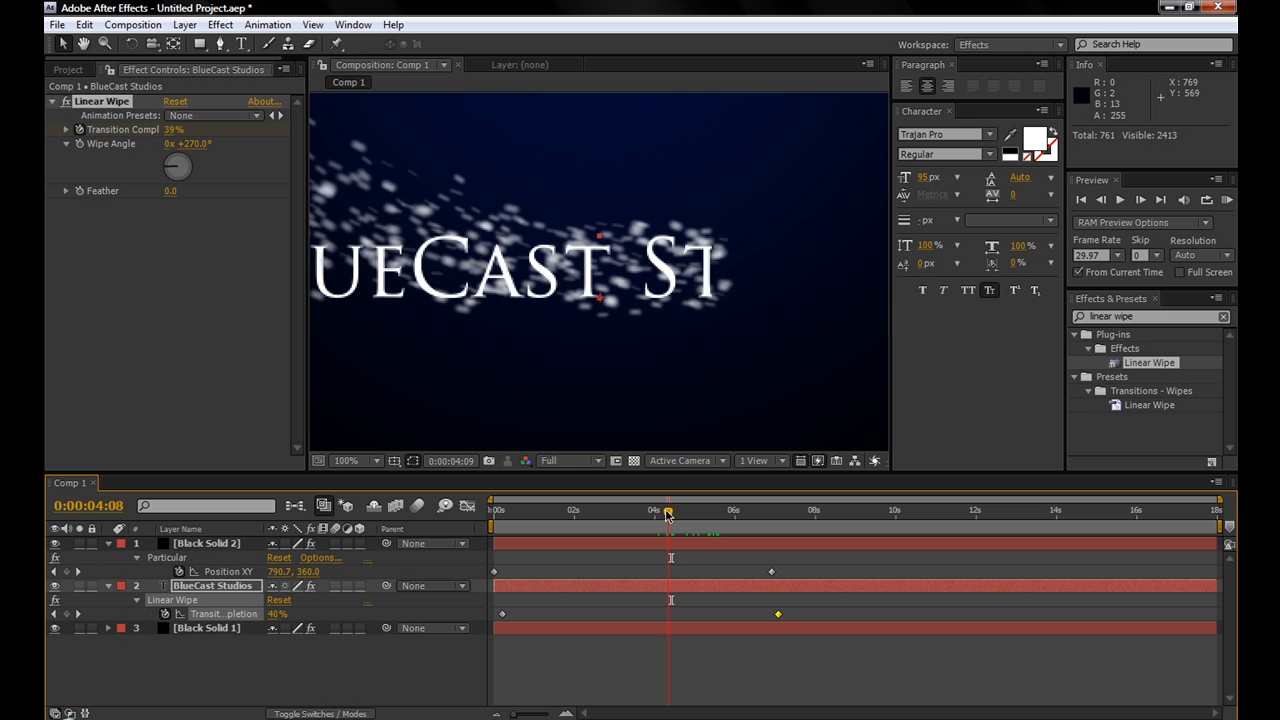 Adobe After Effects - Untitled Project.aep *
File Edit Composition Layer Effect Animation View Window Help
Workspace: Effects Search Help
Project Effect Controls: BlueCast Studios
Comp 1 • BlueCast Studios
Linear Wipe Reset About...
Animation Presets: None
Transition Compl 39%
Wipe Angle 0x +270.0°
Feather 0.0
Composition: Comp 1 Layer: (none)
Comp 1
UECAST ST
100% 0:00:04:09 Full Active Camera 1 View
Paragraph
Character
Trajan Pro
Regular
95 px Auto
Metrics 0
- px
100% 100%
0 px 0%
T T TT Tт T¹ T₁
Info
R: 0
G: 2
B: 13
A: 255
X: 769
Y: 569
Total: 761 Visible: 2413
Preview
RAM Preview Options
Frame Rate Skip Resolution
29.97 0 Auto
From Current Time Full Screen
Effects & Presets
linear wipe
Plug-ins
Effects
Linear Wipe
Presets
Transitions - Wipes
Linear Wipe
Comp 1
0:00:04:08
:00s 02s 04s 06s 08s 10s 12s 14s 16s 18s
# Layer Name Parent
1 [Black Solid 2] None
Particular Reset Options... ...
Position XY 790.7, 360.0
2 BlueCast Studios None
Linear Wipe Reset ...
Transit...pletion 40%
3 [Black Solid 1] None
Toggle Switches / Modes